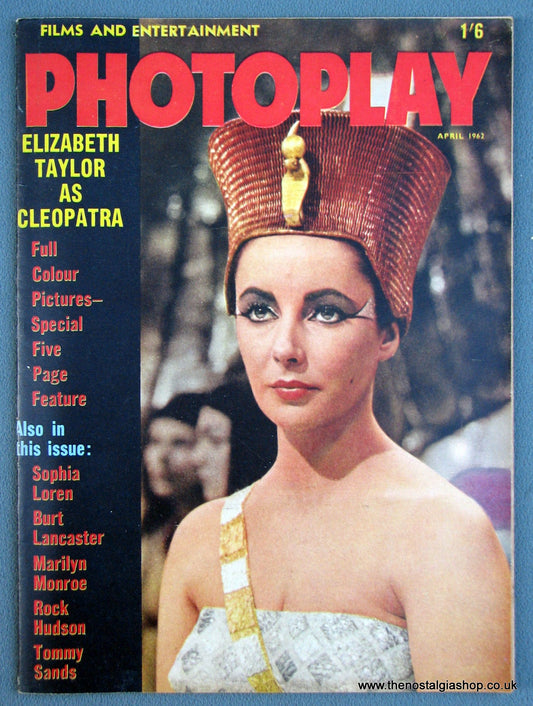 FILMS AND ENTERTAINMENT
1'6
PHOTOPLAY
APRIL 1962
ELIZABETH
TAYLOR
AS
CLEOPATRA
Full
Colour
Pictures—
Special
Five
Page
Feature
Also in
this issue:
Sophia
Loren
Burt
Lancaster
Marilyn
Monroe
Rock
Hudson
Tommy
Sands
www.thenostalgiashop.co.uk